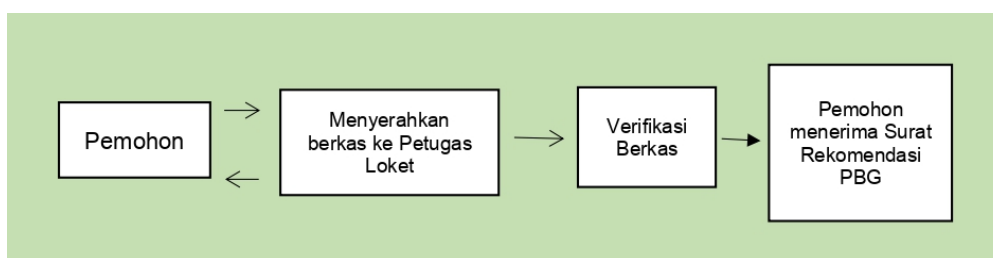 Pemohon
Menyerahkan
berkas ke Petugas
Loket
Verifikasi
Berkas
Pemohon
menerima Surat
Rekomendasi
PBG